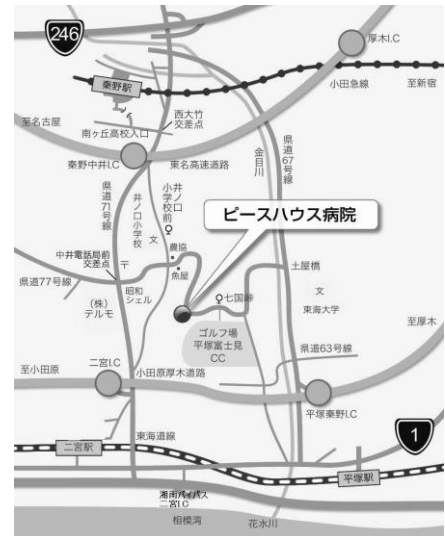 246
厚木I.C
秦野駅
小田急線
至新宿
西大竹
交差点
南ヶ丘高校入口
至名古屋
秦野中井I.C
東名高速道路
金目川
県道67号線
県道71号線
井ノ口小学校
井ノ口
小学校前
文
ピースハウス病院
農協
魚屋
中井電話局前
交差点
〒
県道77号線
昭和
シェル
(株)
テルモ
土屋橋
七国峠
文
東海大学
ゴルフ場
平塚富士見
CC
県道63号線
至厚木
至小田原
二宮I.C
小田原厚木道路
平塚秦野I.C
1
東海道線
二宮駅
平塚駅
湘南バイパス
二宮I.C
相模湾
花水川